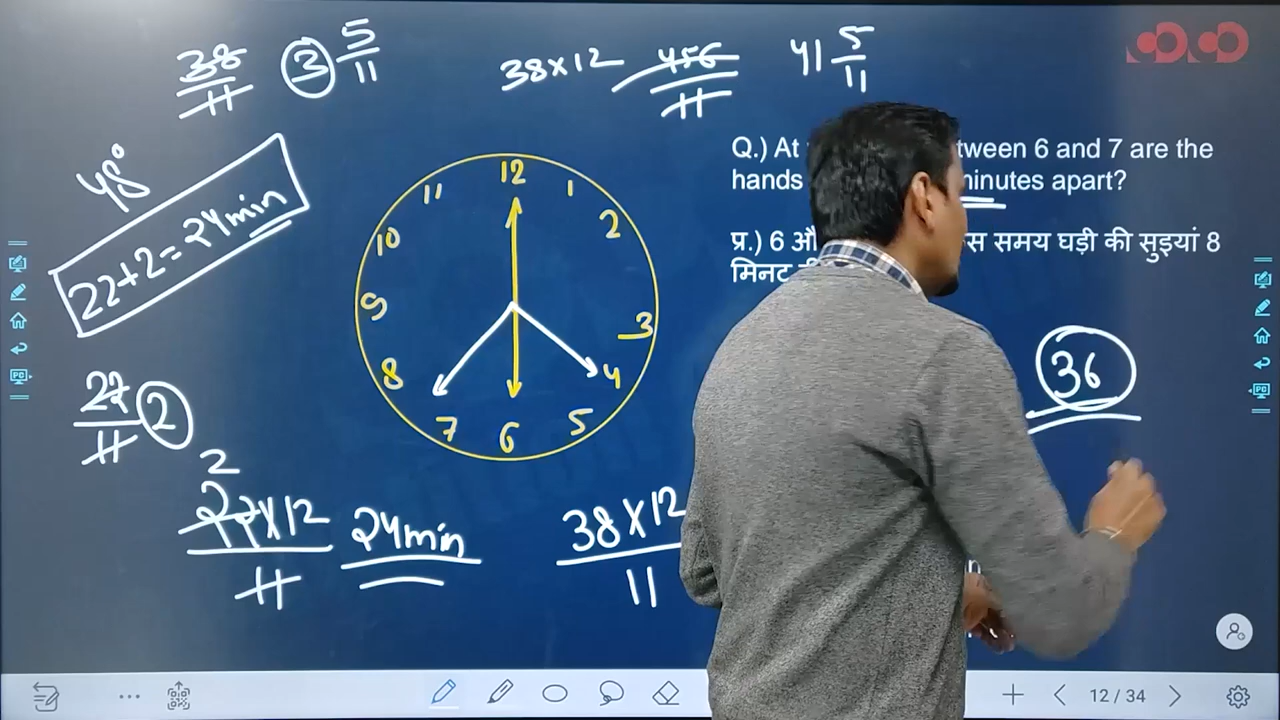 38/11 ③ 5/11
38×12 456/11 41 5/11
48°
22+2=24min
12
11
1
10
2
9
3
8
4
7
6
5
Q.) At tween 6 and 7 are the
hands minutes apart?
प्र.) 6 औ स समय घड़ी की सुइयां 8
मिनट
36
22/11 ②
2
22×12/11 24min
38×12/11
12 / 34